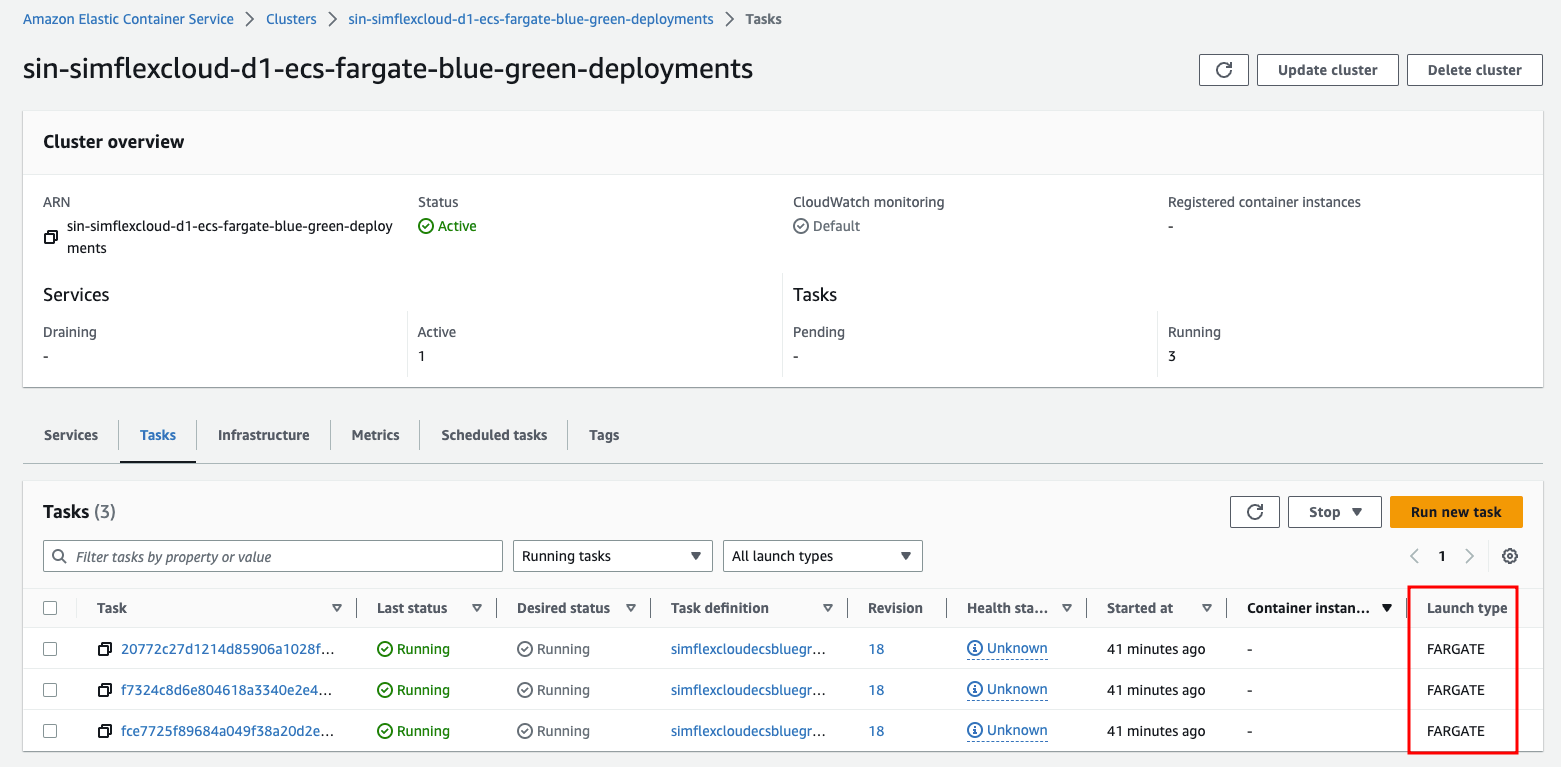 Amazon Elastic Container Service > Clusters > sin-simflexcloud-d1-ecs-fargate-blue-green-deployments > Tasks
sin-simflexcloud-d1-ecs-fargate-blue-green-deployments
Update cluster
Delete cluster
Cluster overview
ARN
sin-simflexcloud-d1-ecs-fargate-blue-green-deploy
ments
Status
Active
CloudWatch monitoring
Default
Registered container instances
-
Services
Tasks
Draining
-
Active
1
Pending
-
Running
3
Services Tasks Infrastructure Metrics Scheduled tasks Tags
Tasks (3)
Stop
Run new task
Filter tasks by property or value
Running tasks
All launch types
1
Task Last status Desired status Task definition Revision Health sta... Started at Container instan... Launch type
20772c27d1214d85906a1028f... Running Running simflexcloudecsbluegr... 18 Unknown 41 minutes ago - FARGATE
f7324c8d6e804618a3340e2e4... Running Running simflexcloudecsbluegr... 18 Unknown 41 minutes ago - FARGATE
fce7725f89684a049f38a20d2e... Running Running simflexcloudecsbluegr... 18 Unknown 41 minutes ago - FARGATE